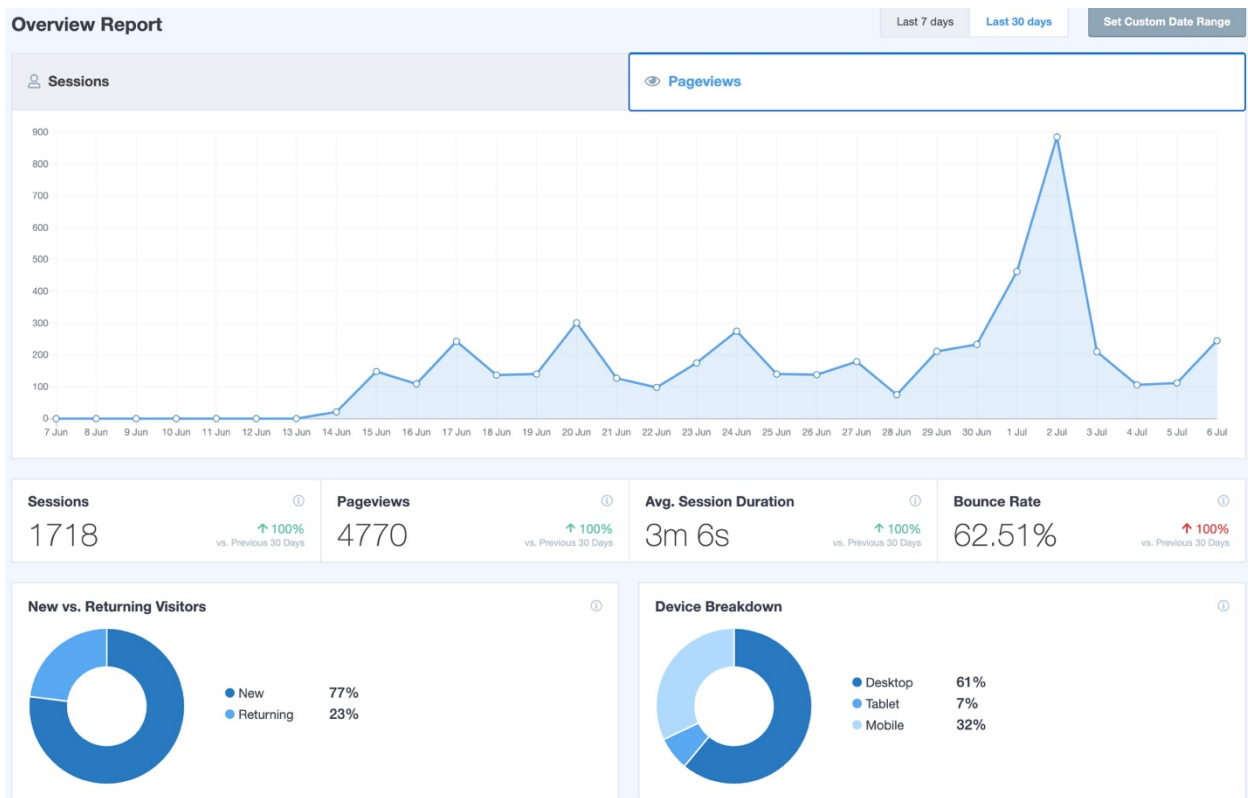 Overview Report
Last 7 days
Last 30 days
Set Custom Date Range
Sessions
Pageviews
900
800
700
600
500
400
300
200
100
0
7 Jun 8 Jun 9 Jun 10 Jun 11 Jun 12 Jun 13 Jun 14 Jun 15 Jun 16 Jun 17 Jun 18 Jun 19 Jun 20 Jun 21 Jun 22 Jun 23 Jun 24 Jun 25 Jun 26 Jun 27 Jun 28 Jun 29 Jun 30 Jun 1 Jul 2 Jul 3 Jul 4 Jul 5 Jul 6 Jul
Sessions
1718
↑ 100%
vs. Previous 30 Days
Pageviews
4770
↑ 100%
vs. Previous 30 Days
Avg. Session Duration
3m 6s
↑ 100%
vs. Previous 30 Days
Bounce Rate
62.51%
↑ 100%
vs. Previous 30 Days
New vs. Returning Visitors
New 77%
Returning 23%
Device Breakdown
Desktop 61%
Tablet 7%
Mobile 32%